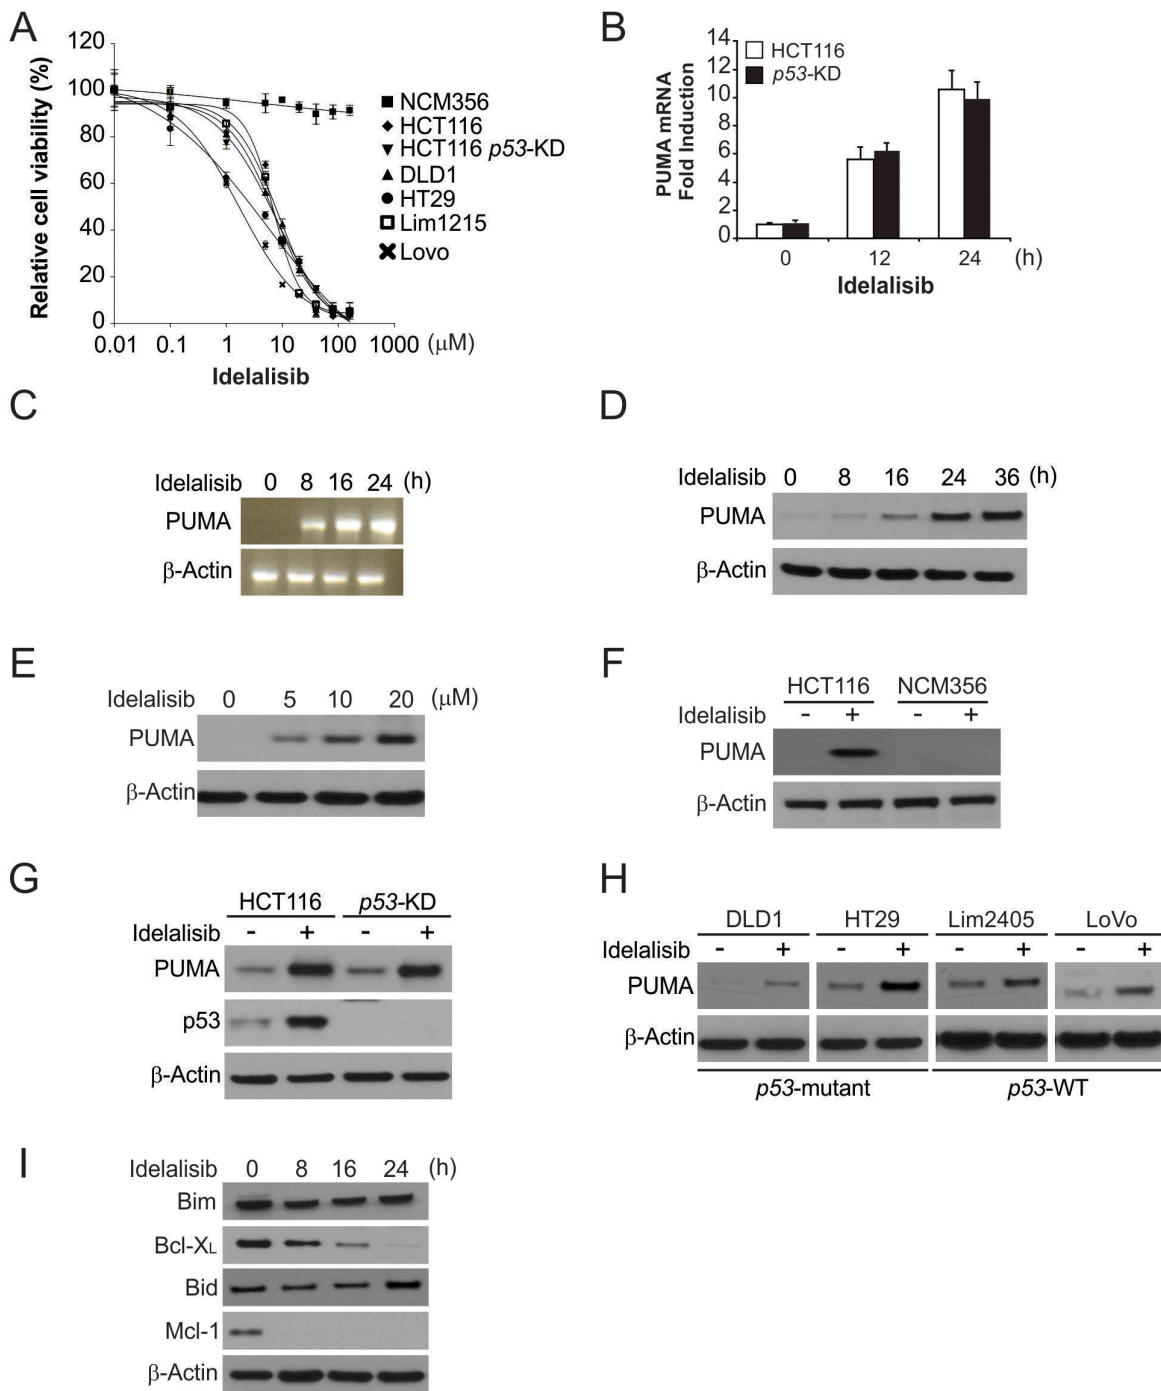 A
Relative cell viability (%)
120
100
80
60
40
20
0
0.01 0.1 1 10 100 1000 (μM)
Idelalisib
NCM356
HCT116
HCT116 p53-KD
DLD1
HT29
Lim1215
Lovo
B
PUMA mRNA
Fold Induction
14
12
10
8
6
4
2
0
HCT116
p53-KD
0 12 24 (h)
Idelalisib
C
Idelalisib 0 8 16 24 (h)
PUMA
β-Actin
D
Idelalisib 0 8 16 24 36 (h)
PUMA
β-Actin
E
Idelalisib 0 5 10 20 (μM)
PUMA
β-Actin
F
HCT116 NCM356
Idelalisib - + - +
PUMA
β-Actin
G
HCT116 p53-KD
Idelalisib - + - +
PUMA
p53
β-Actin
H
DLD1 HT29 Lim2405 LoVo
Idelalisib - + - + - + - +
PUMA
β-Actin
p53-mutant p53-WT
I
Idelalisib 0 8 16 24 (h)
Bim
Bcl-XL
Bid
Mcl-1
β-Actin